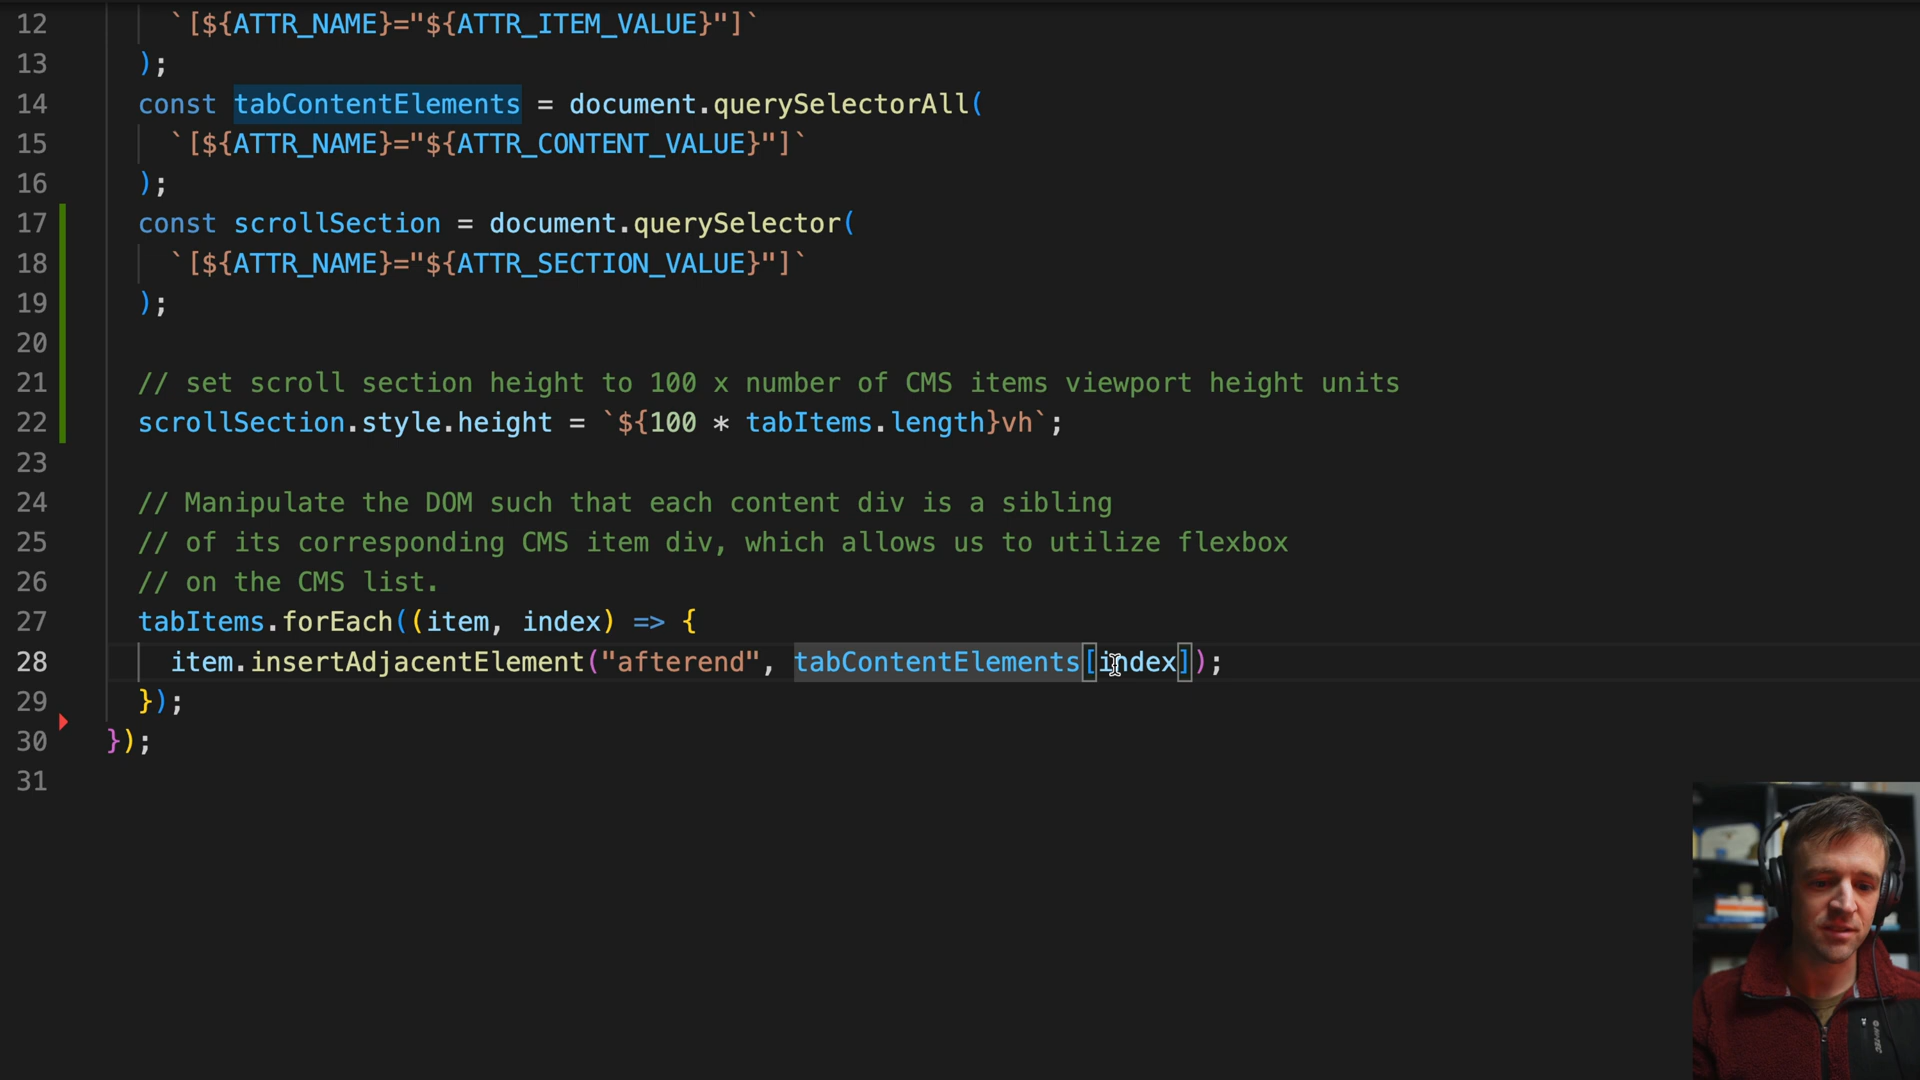 12 `[${ATTR_NAME}="${ATTR_ITEM_VALUE}"]`
13 );
14 const tabContentElements = document.querySelectorAll(
15 `[${ATTR_NAME}="${ATTR_CONTENT_VALUE}"]`
16 );
17 const scrollSection = document.querySelector(
18 `[${ATTR_NAME}="${ATTR_SECTION_VALUE}"]`
19 );
20
21 // set scroll section height to 100 x number of CMS items viewport height units
22 scrollSection.style.height = `${100 * tabItems.length}vh`;
23
24 // Manipulate the DOM such that each content div is a sibling
25 // of its corresponding CMS item div, which allows us to utilize flexbox
26 // on the CMS list.
27 tabItems.forEach((item, index) => {
28 item.insertAdjacentElement("afterend", tabContentElements[index]);
29 });
30 });
31